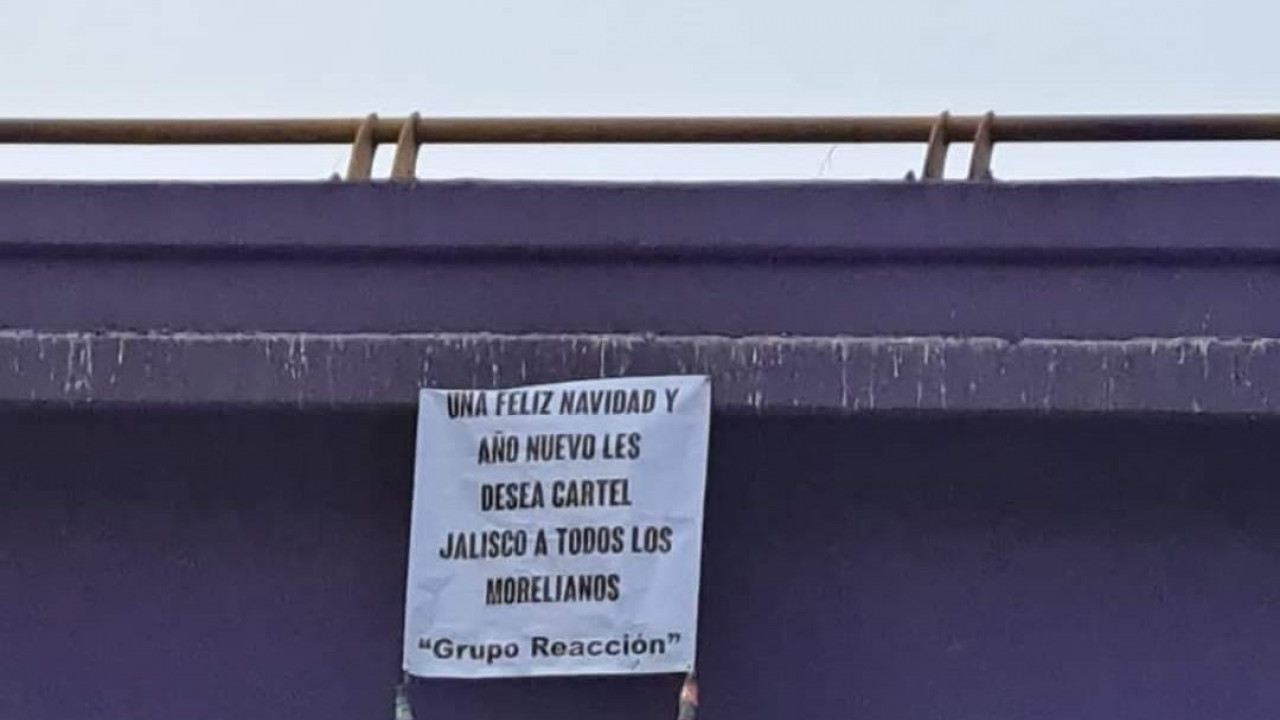 UNA FELIZ NAVIDAD Y
AÑO NUEVO LES
DESEA CARTEL
JALISCO A TODOS LOS
MORELIANOS
“Grupo Reacción”